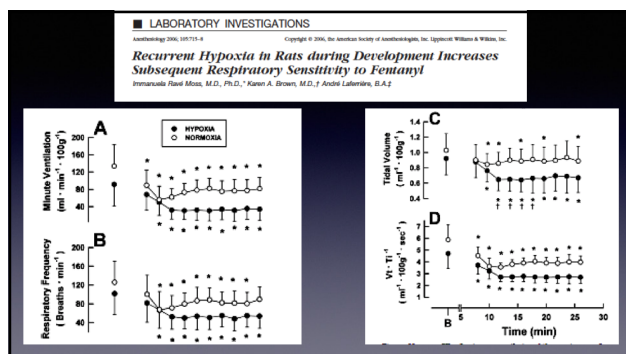 ■ LABORATORY INVESTIGATIONS
Anesthesiology 2006; 105:715–8
Copyright © 2006, the American Society of Anesthesiologists, Inc. Lippincott Williams & Wilkins, Inc.
Recurrent Hypoxia in Rats during Development Increases
Subsequent Respiratory Sensitivity to Fentanyl
Immanuela Ravé Moss, M.D., Ph.D.,* Karen A. Brown, M.D.,† André Laferrière, B.A.‡
A
HYPOXIA
NORMOXIA
Minute Ventilation
(ml · min⁻¹ · 100g⁻¹)
200
160
120
80
40
B
Respiratory Frequency
(Breaths · min⁻¹)
200
160
120
80
40
C
Tidal Volume
(ml⁻¹ · 100g⁻¹)
1.4
1.2
1.0
0.8
0.6
0.4
D
Vt · Ti⁻¹
(ml⁻¹ · 100g⁻¹ · sec⁻¹)
7
6
5
4
3
2
1
B
5
10
15
20
25
30
Time (min)